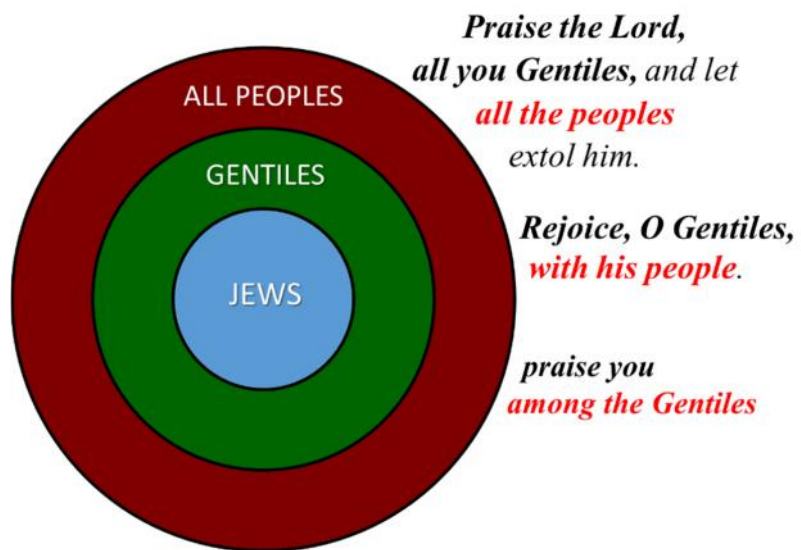 ALL PEOPLES
GENTILES
JEWS
Praise the Lord,
all you Gentiles, and let
all the peoples
extol him.
Rejoice, O Gentiles,
with his people.
praise you
among the Gentiles